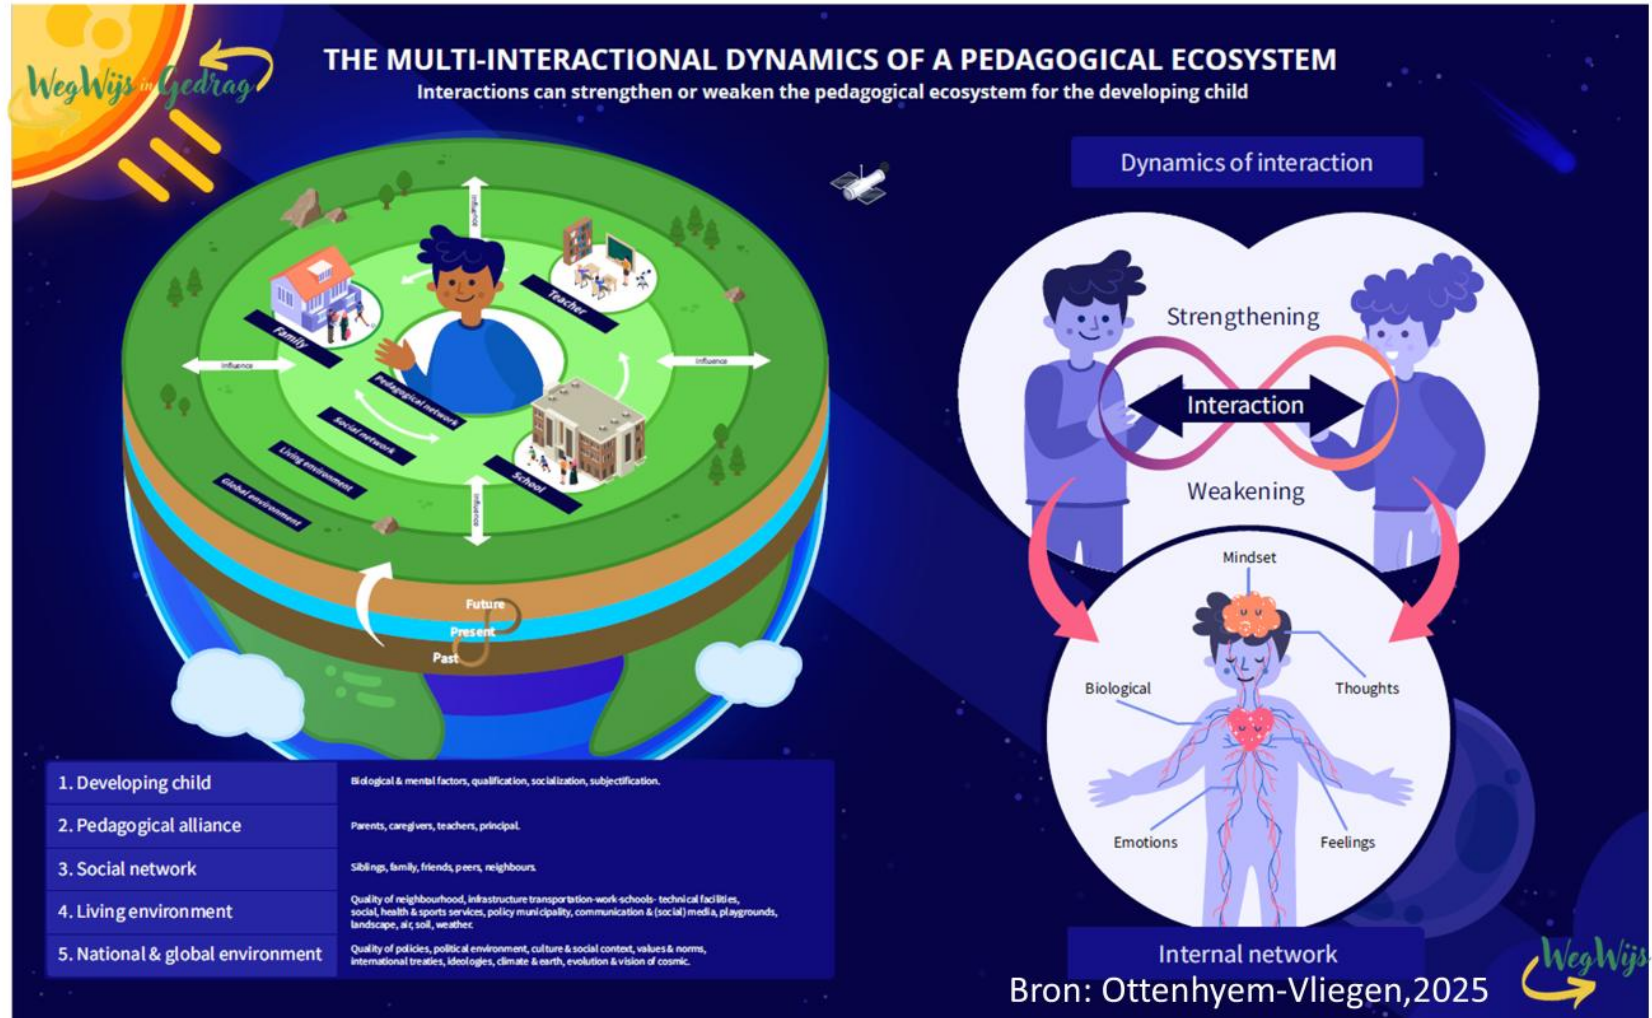 WegWijs in Gedrag
THE MULTI-INTERACTIONAL DYNAMICS OF A PEDAGOGICAL ECOSYSTEM
Interactions can strengthen or weaken the pedagogical ecosystem for the developing child
influence
Family
Teacher
influence
influence
Pedagogical network
Social network
Living environment
Global environment
School
influence
Future
Present
Past
1. Developing child
Biological & mental factors, qualification, socialization, subjectification.
2. Pedagogical alliance
Parents, caregivers, teachers, principal.
3. Social network
Siblings, family, friends, peers, neighbours.
4. Living environment
Quality of neighbourhood, infrastructure transportation-work-schools- technical facilities,
social, health & sports services, policy municipality, communication & (social) media, playgrounds,
landscape, air, soil, weather.
5. National & global environment
Quality of policies, political environment, culture & social context, values & norms,
international treaties, ideologies, climate & earth, evolution & vision of cosmic.
Dynamics of interaction
Strengthening
Interaction
Weakening
Mindset
Biological
Thoughts
Emotions
Feelings
Internal network
Bron: Ottenhyem-Vliegen,2025
WegWijs